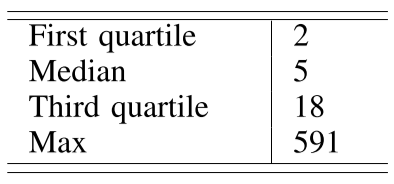 First quartile 2
Median 5
Third quartile 18
Max 591